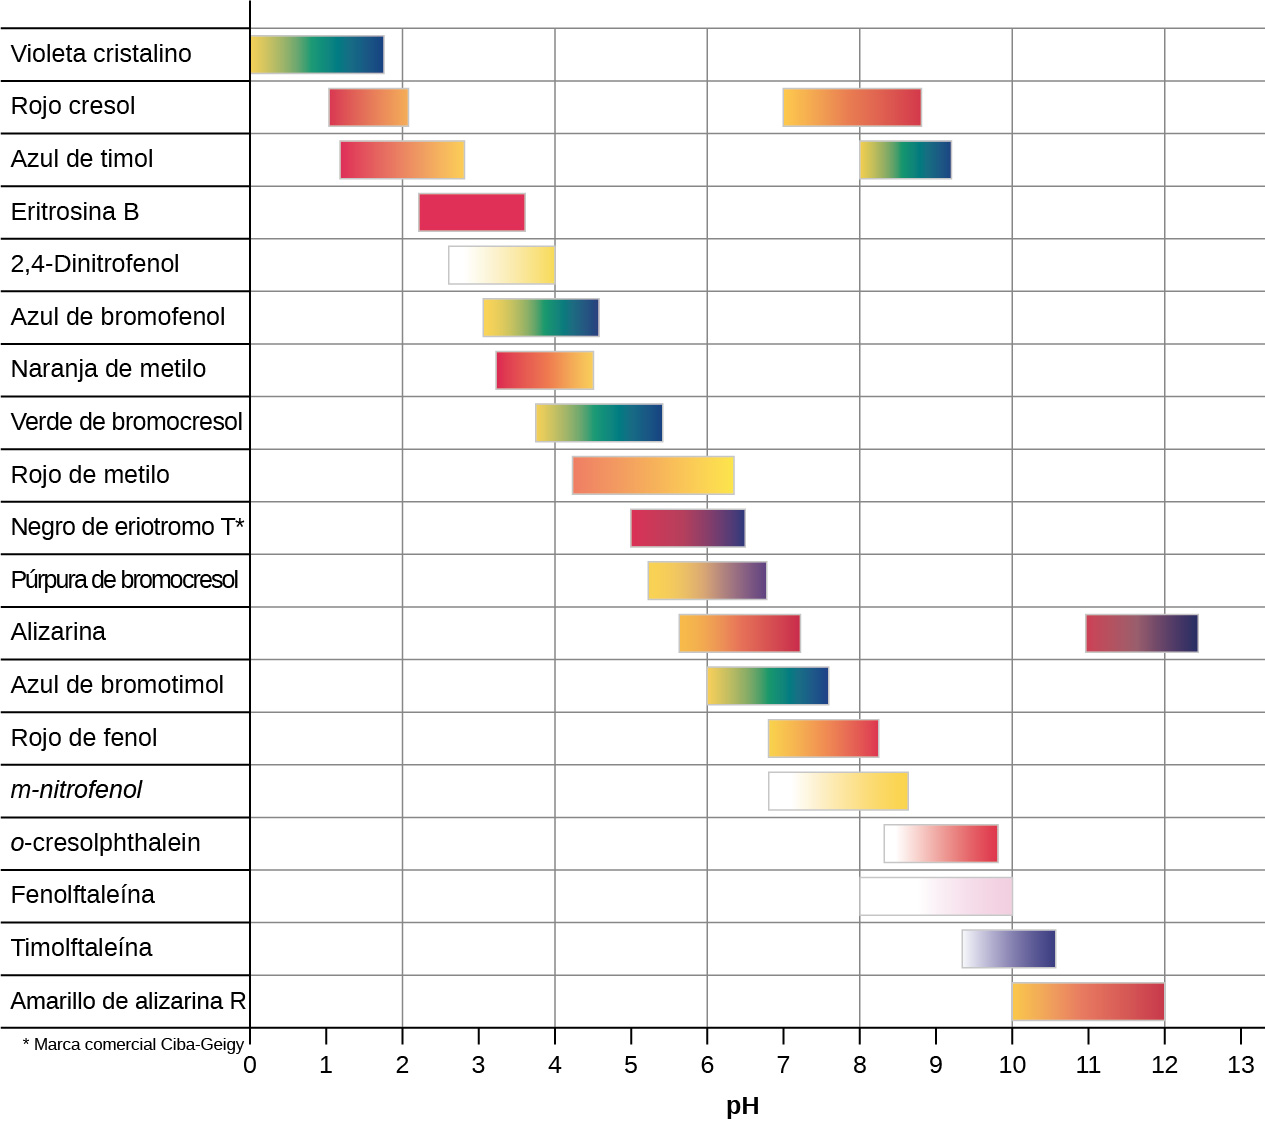 Violeta cristalino
Rojo cresol
Azul de timol
Eritrosina B
2,4-Dinitrofenol
Azul de bromofenol
Naranja de metilo
Verde de bromocresol
Rojo de metilo
Negro de eriotromo T*
Púrpura de bromocresol
Alizarina
Azul de bromotimol
Rojo de fenol
m-nitrofenol
o-cresolphthalein
Fenolftaleína
Timolftaleína
Amarillo de alizarina R
* Marca comercial Ciba-Geigy
0 1 2 3 4 5 6 7 8 9 10 11 12 13
pH